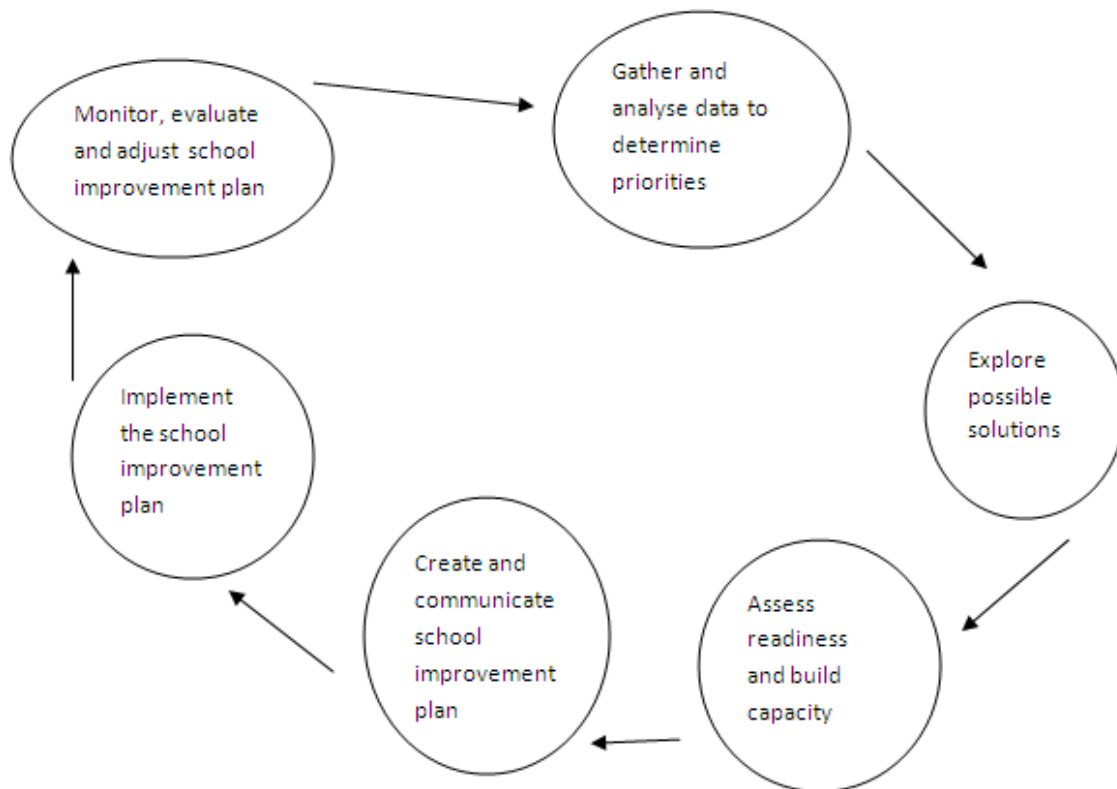 Monitor, evaluate
and adjust school
improvement plan
Gather and
analyse data to
determine
priorities
Explore
possible
solutions
Assess
readiness
and build
capacity
Create and
communicate
school
improvement
plan
Implement
the school
improvement
plan